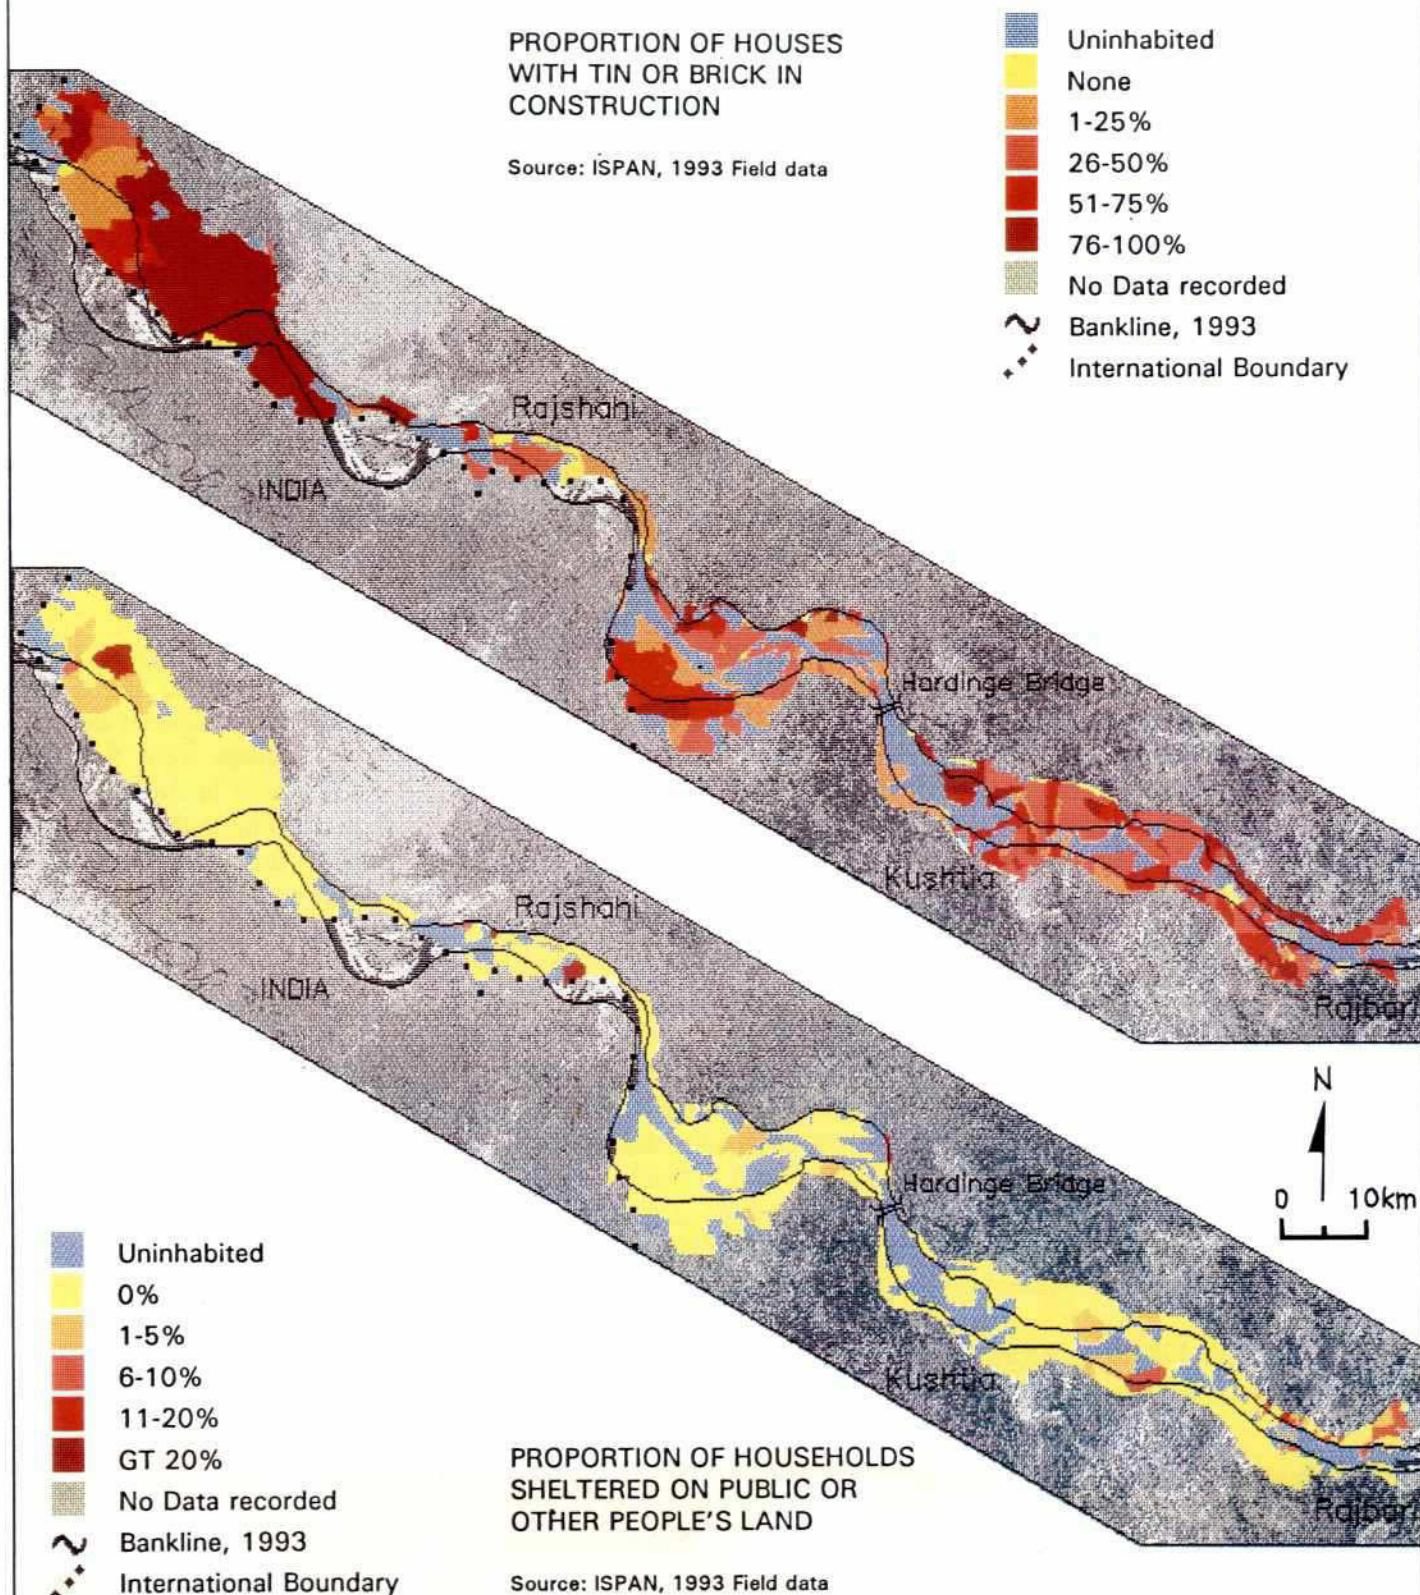 PROPORTION OF HOUSES
WITH TIN OR BRICK IN
CONSTRUCTION
Source: ISPAN, 1993 Field data
Uninhabited
None
1-25%
26-50%
51-75%
76-100%
No Data recorded
Bankline, 1993
International Boundary
Rajshahi
INDIA
Hardinge Bridge
Kushtia
Rajbari
N
0 10km
Rajshahi
INDIA
Hardinge Bridge
Kushtia
Rajbari
Uninhabited
0%
1-5%
6-10%
11-20%
GT 20%
No Data recorded
Bankline, 1993
International Boundary
PROPORTION OF HOUSEHOLDS
SHELTERED ON PUBLIC OR
OTHER PEOPLE'S LAND
Source: ISPAN, 1993 Field data